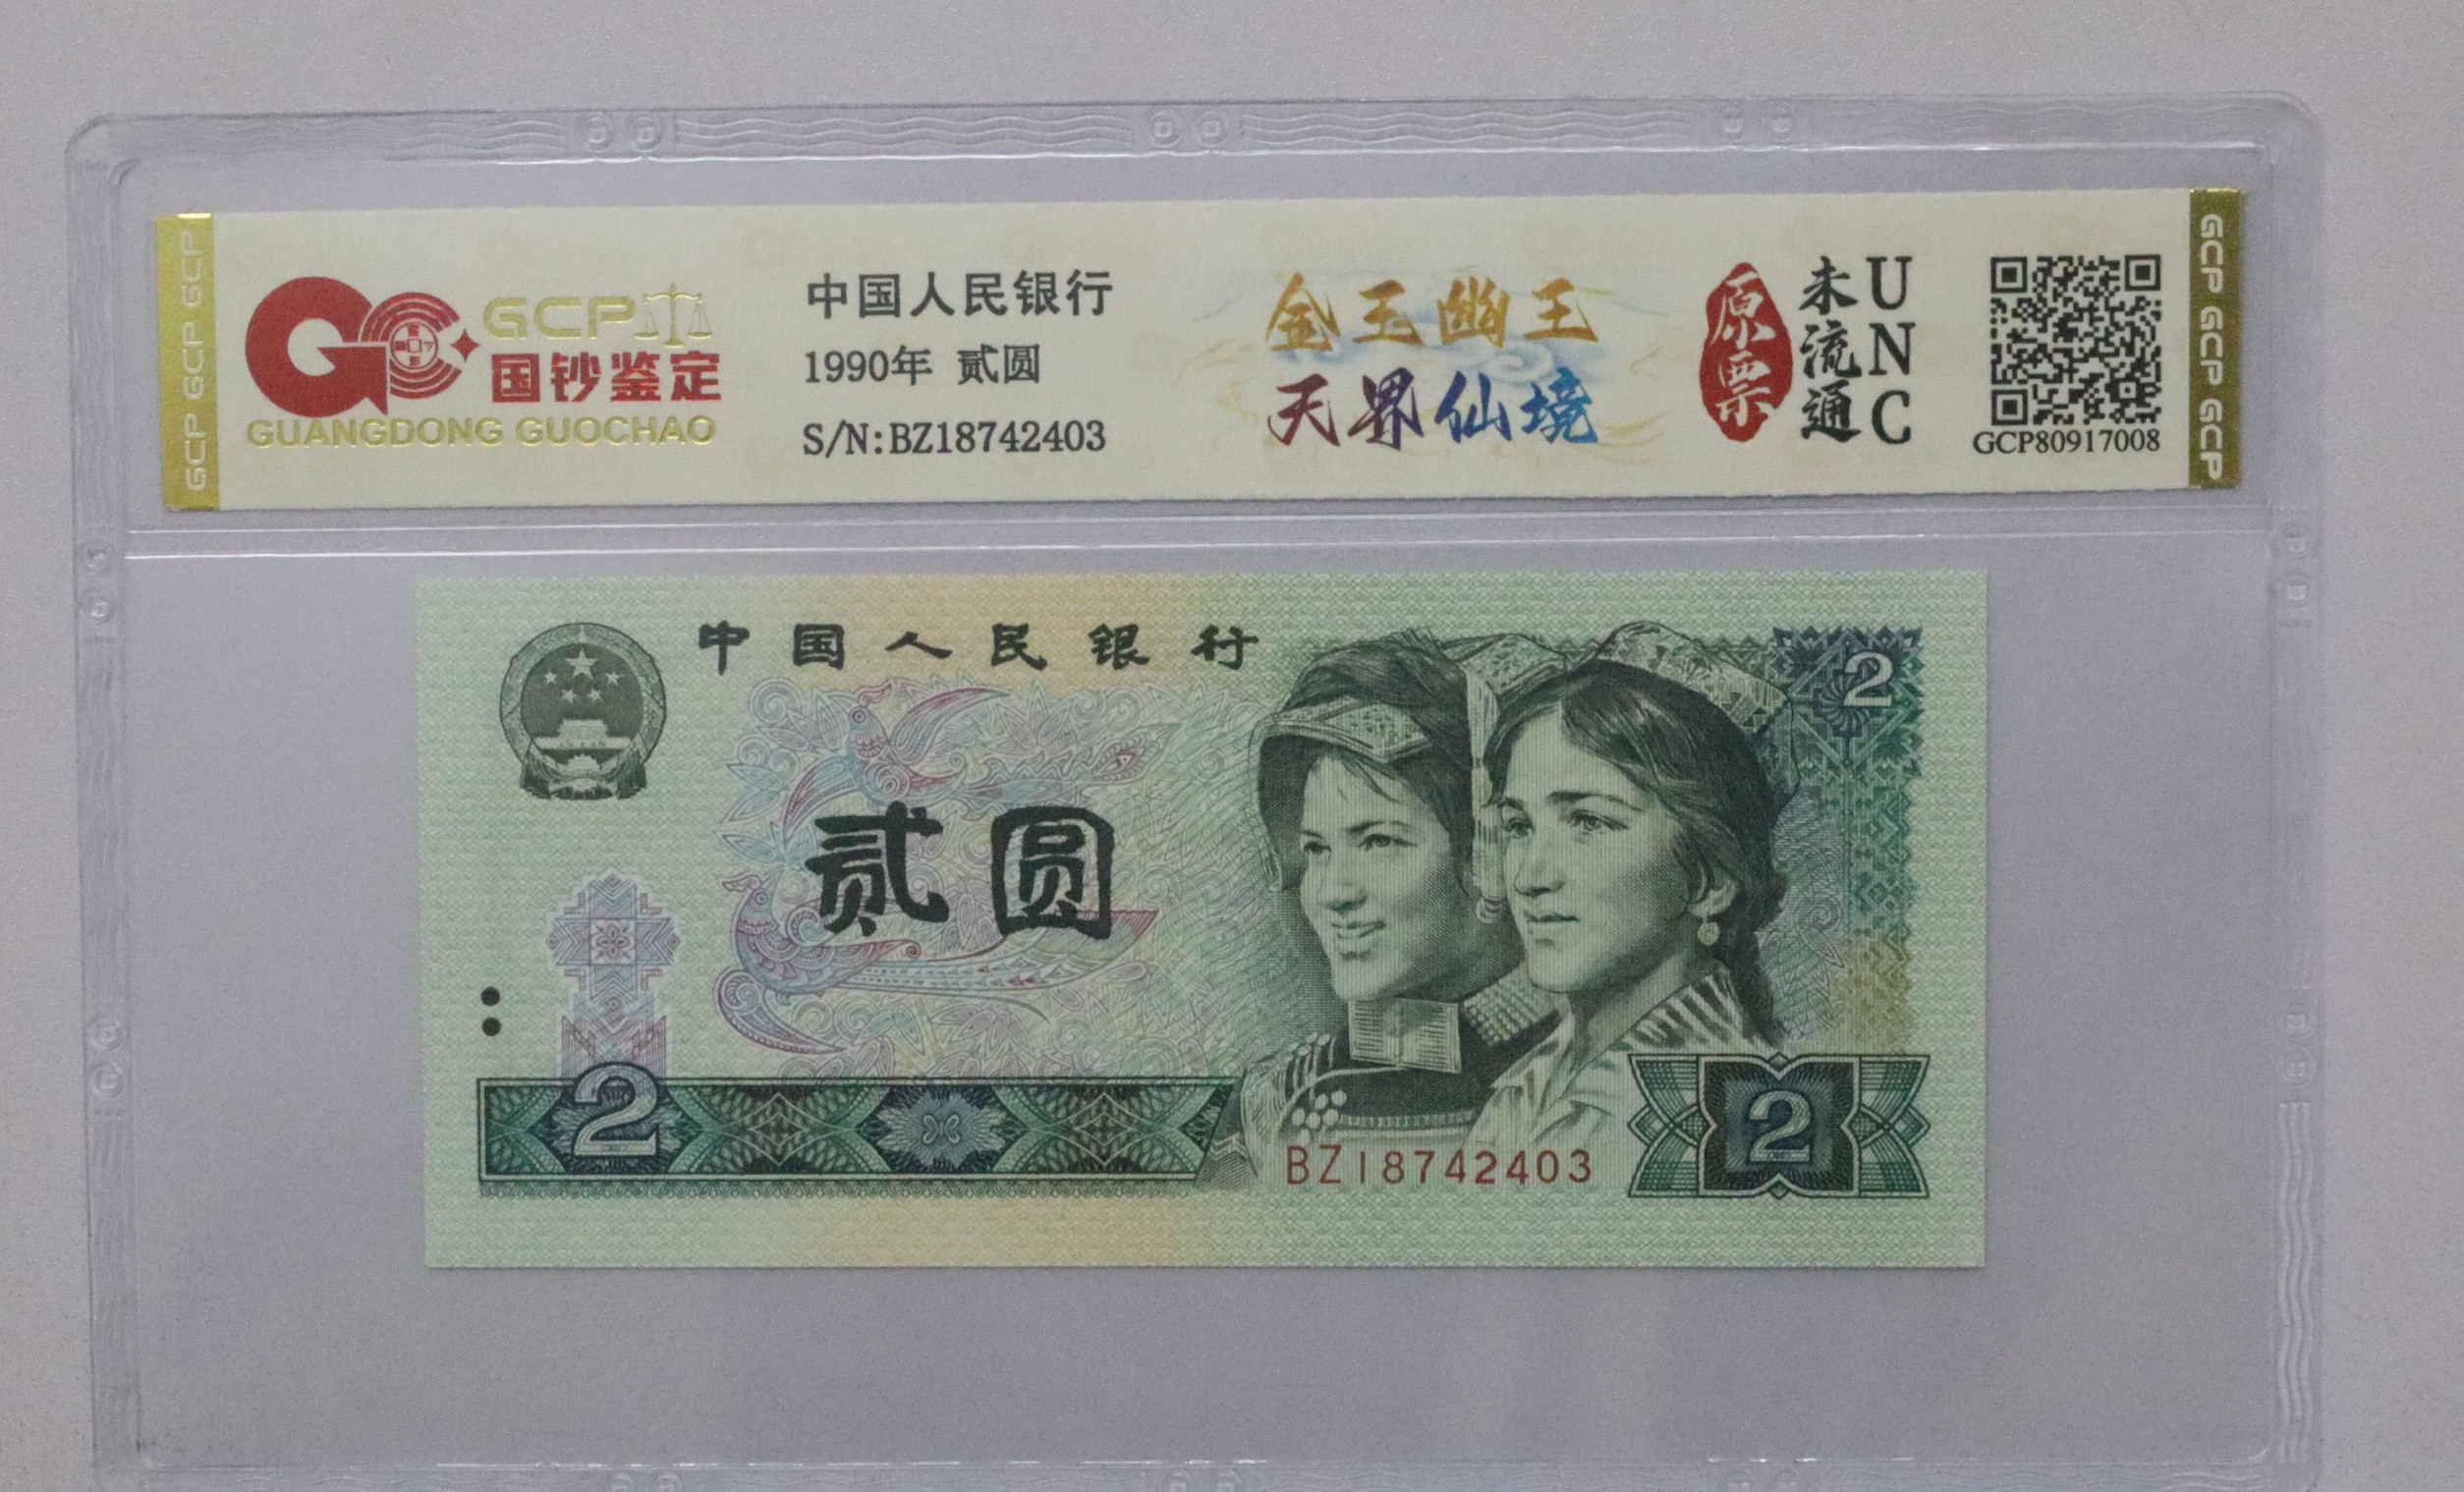 GCP GCP GCP
GCP
国钞鉴定
GUANGDONG GUOCHAO
中国人民银行
1990年 贰圆
S/N:BZ18742403
金玉幽王
天界仙境
原票
未流通
UNC
GCP80917008
GCP GCP GCP
中国人民银行
2
贰圆
2
BZ18742403
2